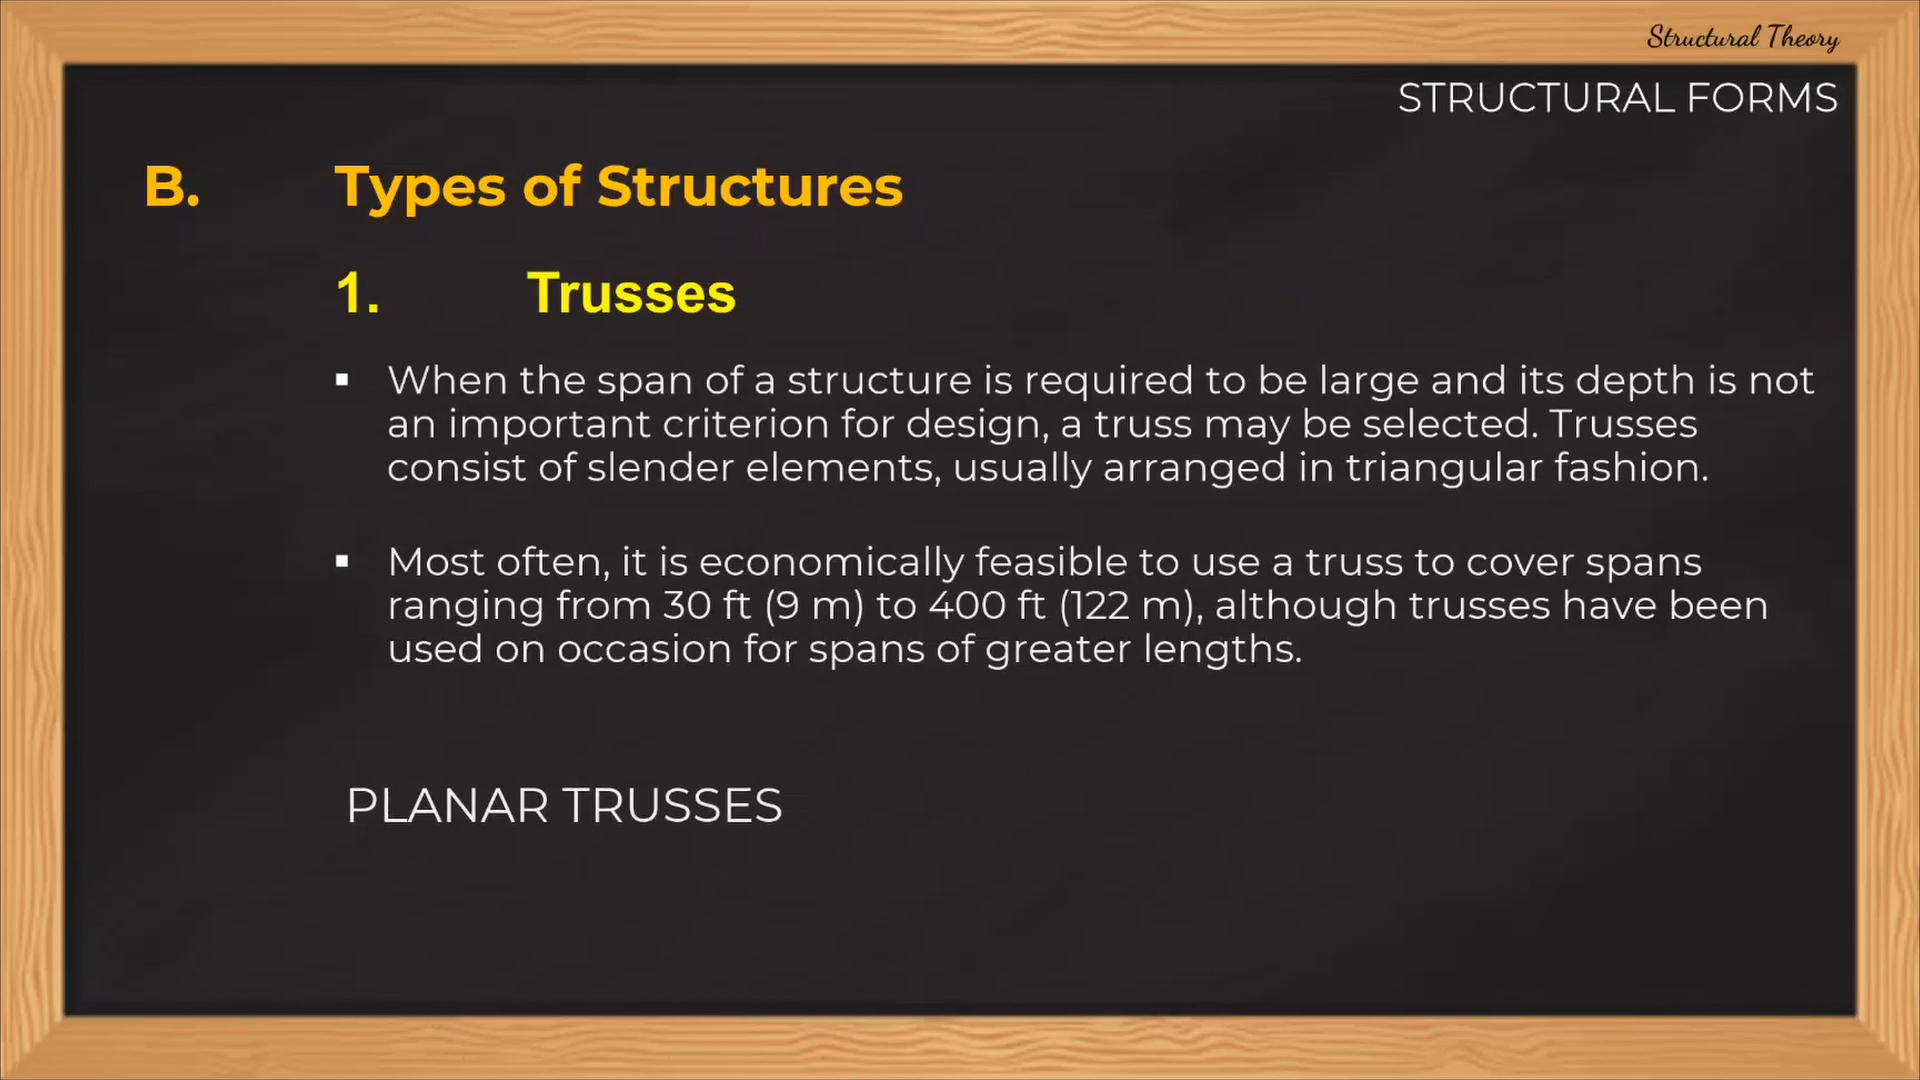 Structural Theory
STRUCTURAL FORMS
B. Types of Structures
1. Trusses
▪ When the span of a structure is required to be large and its depth is not
an important criterion for design, a truss may be selected. Trusses
consist of slender elements, usually arranged in triangular fashion.
▪ Most often, it is economically feasible to use a truss to cover spans
ranging from 30 ft (9 m) to 400 ft (122 m), although trusses have been
used on occasion for spans of greater lengths.
PLANAR TRUSSES